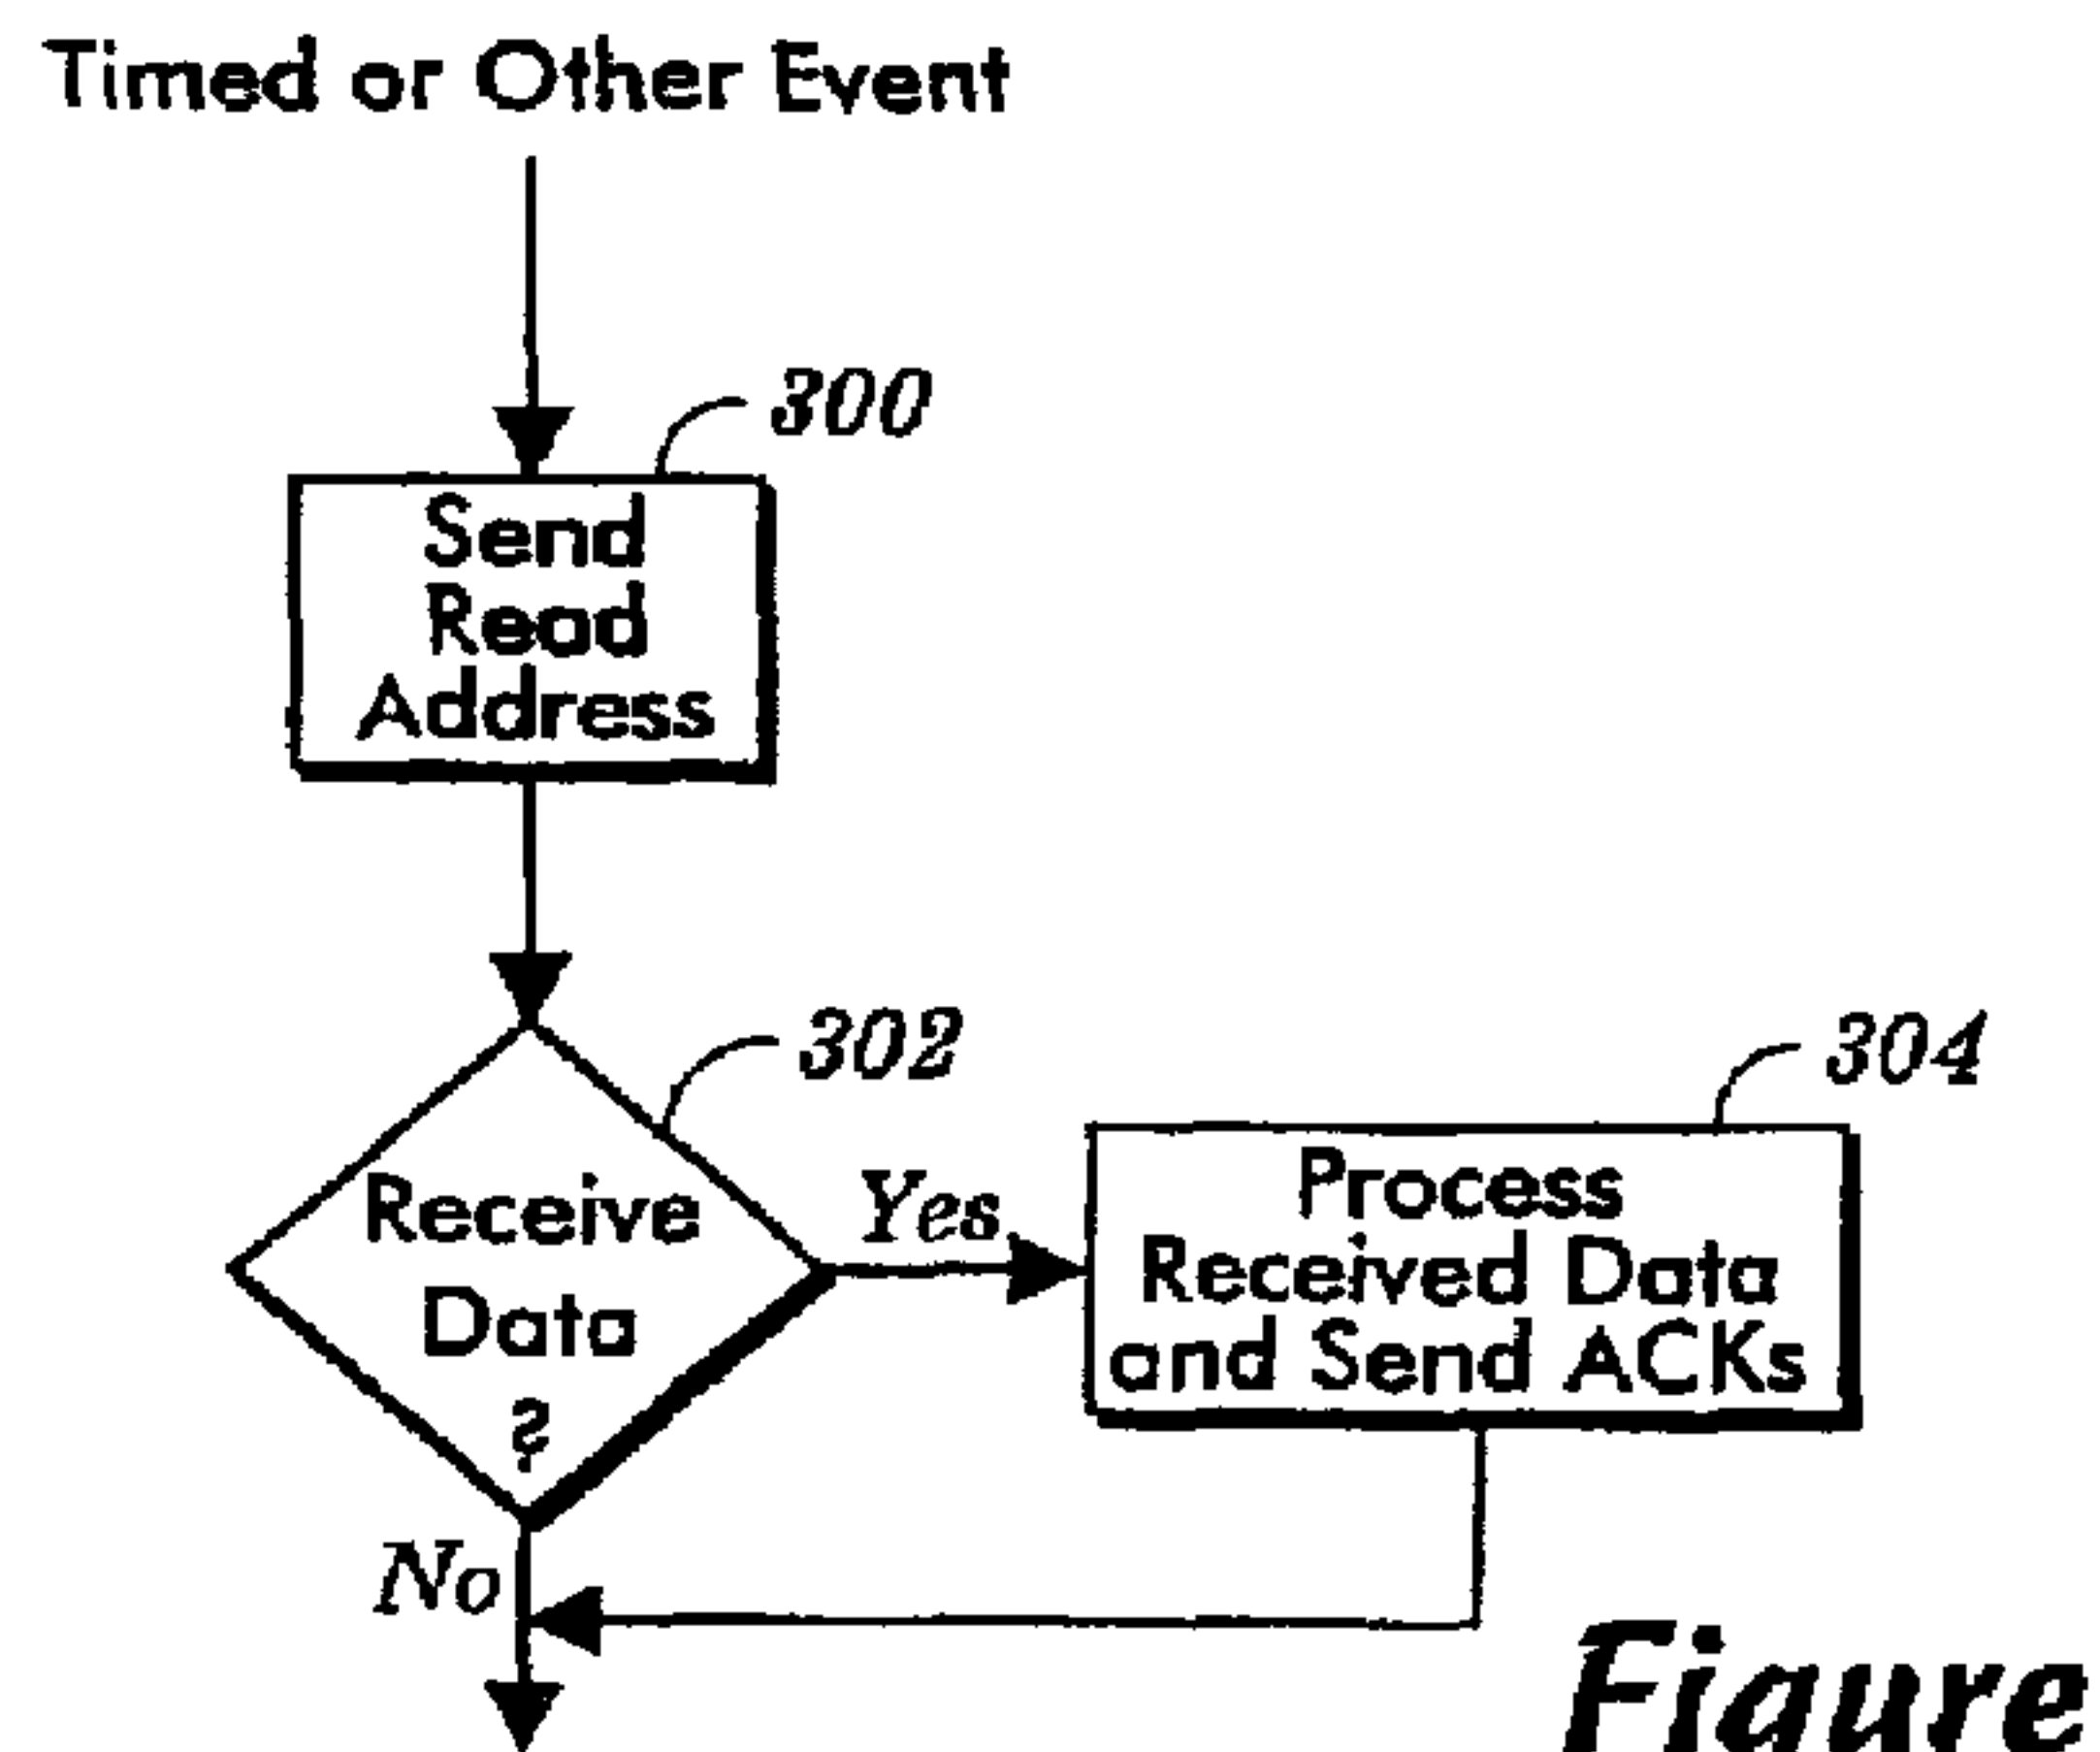 Timed or Other Event
300
Send
Read
Address
302
Receive
Data
?
Yes
304
Process
Received Data
and Send ACKs
No
Figure